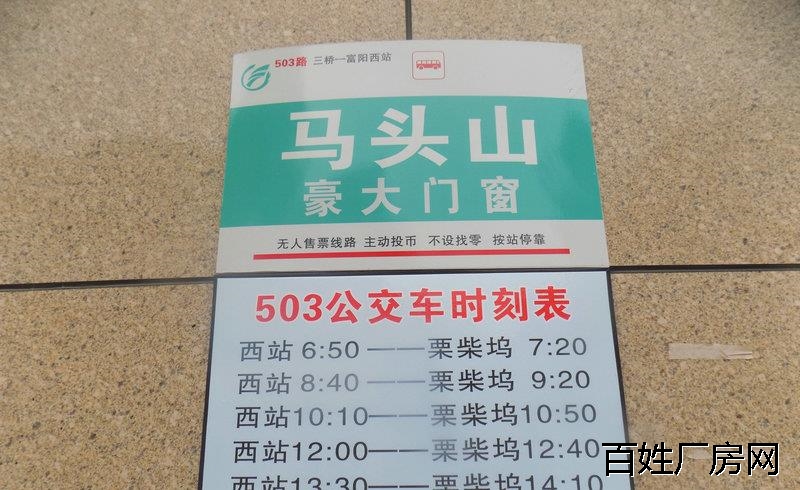 503路 三桥一富阳西站
马头山
豪大门窗
无人售票线路 主动投币 不设找零 按站停靠
503公交车时刻表
西站 6:50 —— 栗柴坞 7:20
西站 8:40 —— 栗柴坞 9:20
西站10:10——栗柴坞10:50
西站12:00——栗柴坞12:40
西站13:30——栗柴坞14:10
百姓厂房网